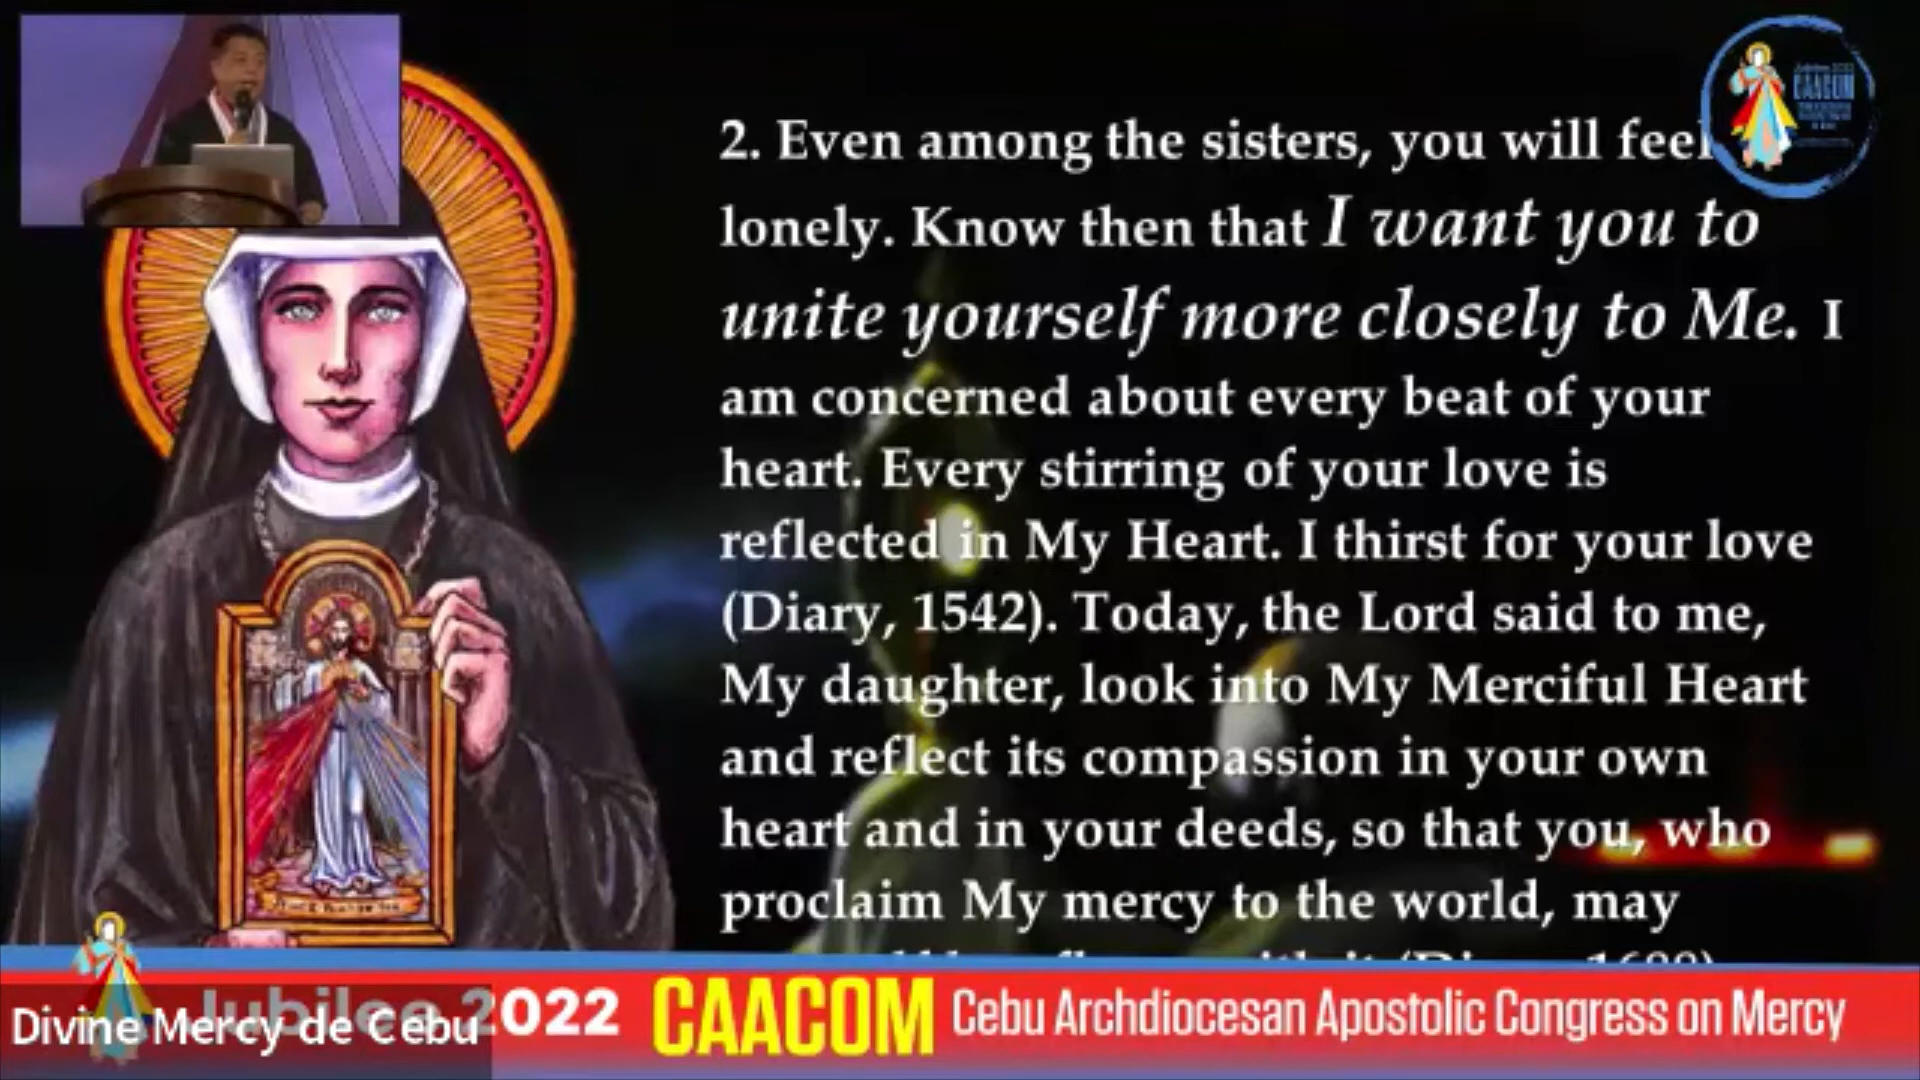 2. Even among the sisters, you will feel
lonely. Know then that I want you to
unite yourself more closely to Me. I
am concerned about every beat of your
heart. Every stirring of your love is
reflected in My Heart. I thirst for your love
(Diary, 1542). Today, the Lord said to me,
My daughter, look into My Merciful Heart
and reflect its compassion in your own
heart and in your deeds, so that you, who
proclaim My mercy to the world, may
CAACOM
Jubilee 2022 CAACOM Cebu Archdiocesan Apostolic Congress on Mercy
Divine Mercy de Cebu